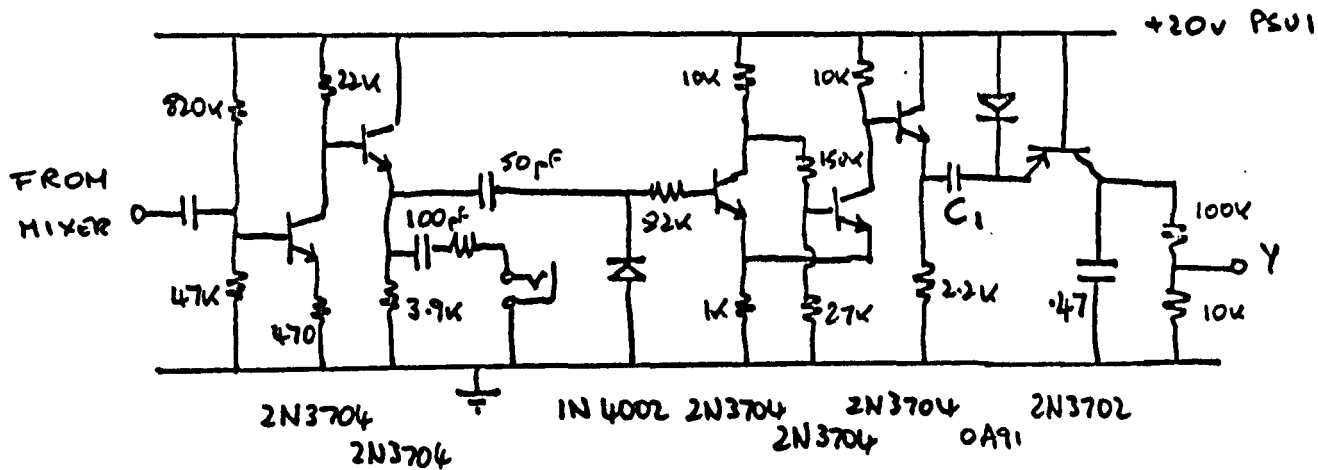 +20V PSU1
820K
22K
10K
10K
FROM
MIXER
50pF
100pF
82K
150K
C1
100K
Y
47K
470
3.9K
1K
27K
2.2K
.47
10K
2N3704
2N3704
1N4002
2N3704
2N3704
2N3704
OA91
2N3702